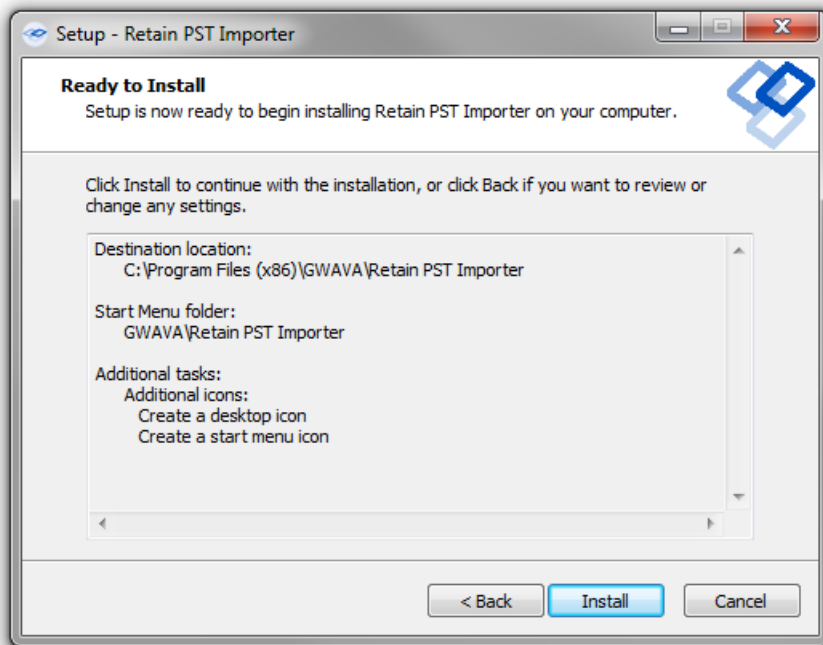 Setup - Retain PST Importer
Ready to Install
Setup is now ready to begin installing Retain PST Importer on your computer.
Click Install to continue with the installation, or click Back if you want to review or
change any settings.
Destination location:
C:\Program Files (x86)\GWAVA\Retain PST Importer
Start Menu folder:
GWAVA\Retain PST Importer
Additional tasks:
Additional icons:
Create a desktop icon
Create a start menu icon
< Back
Install
Cancel